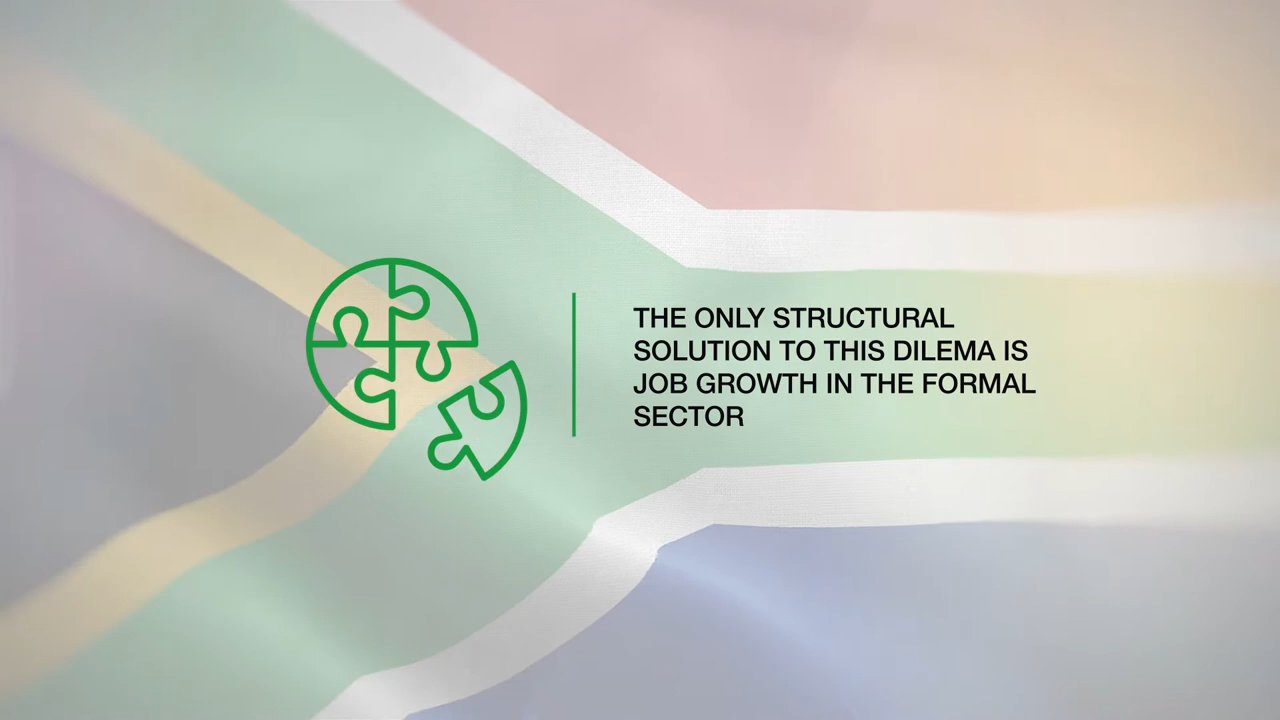 THE ONLY STRUCTURAL
SOLUTION TO THIS DILEMA IS
JOB GROWTH IN THE FORMAL
SECTOR